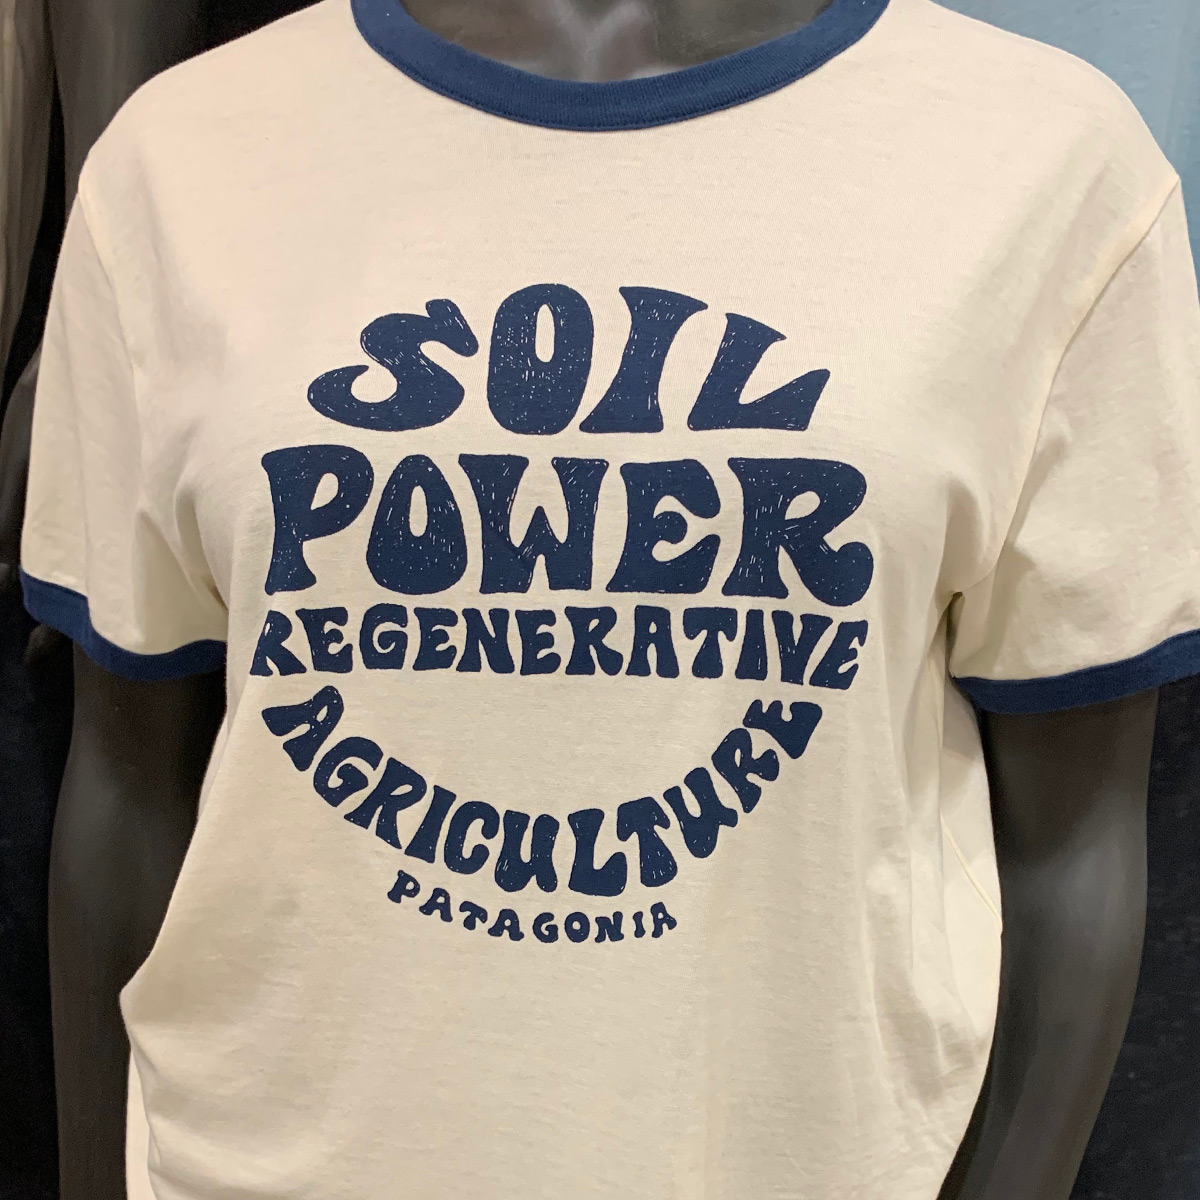 SOIL
POWER
REGENERATIVE
AGRICULTURE
PATAGONIA